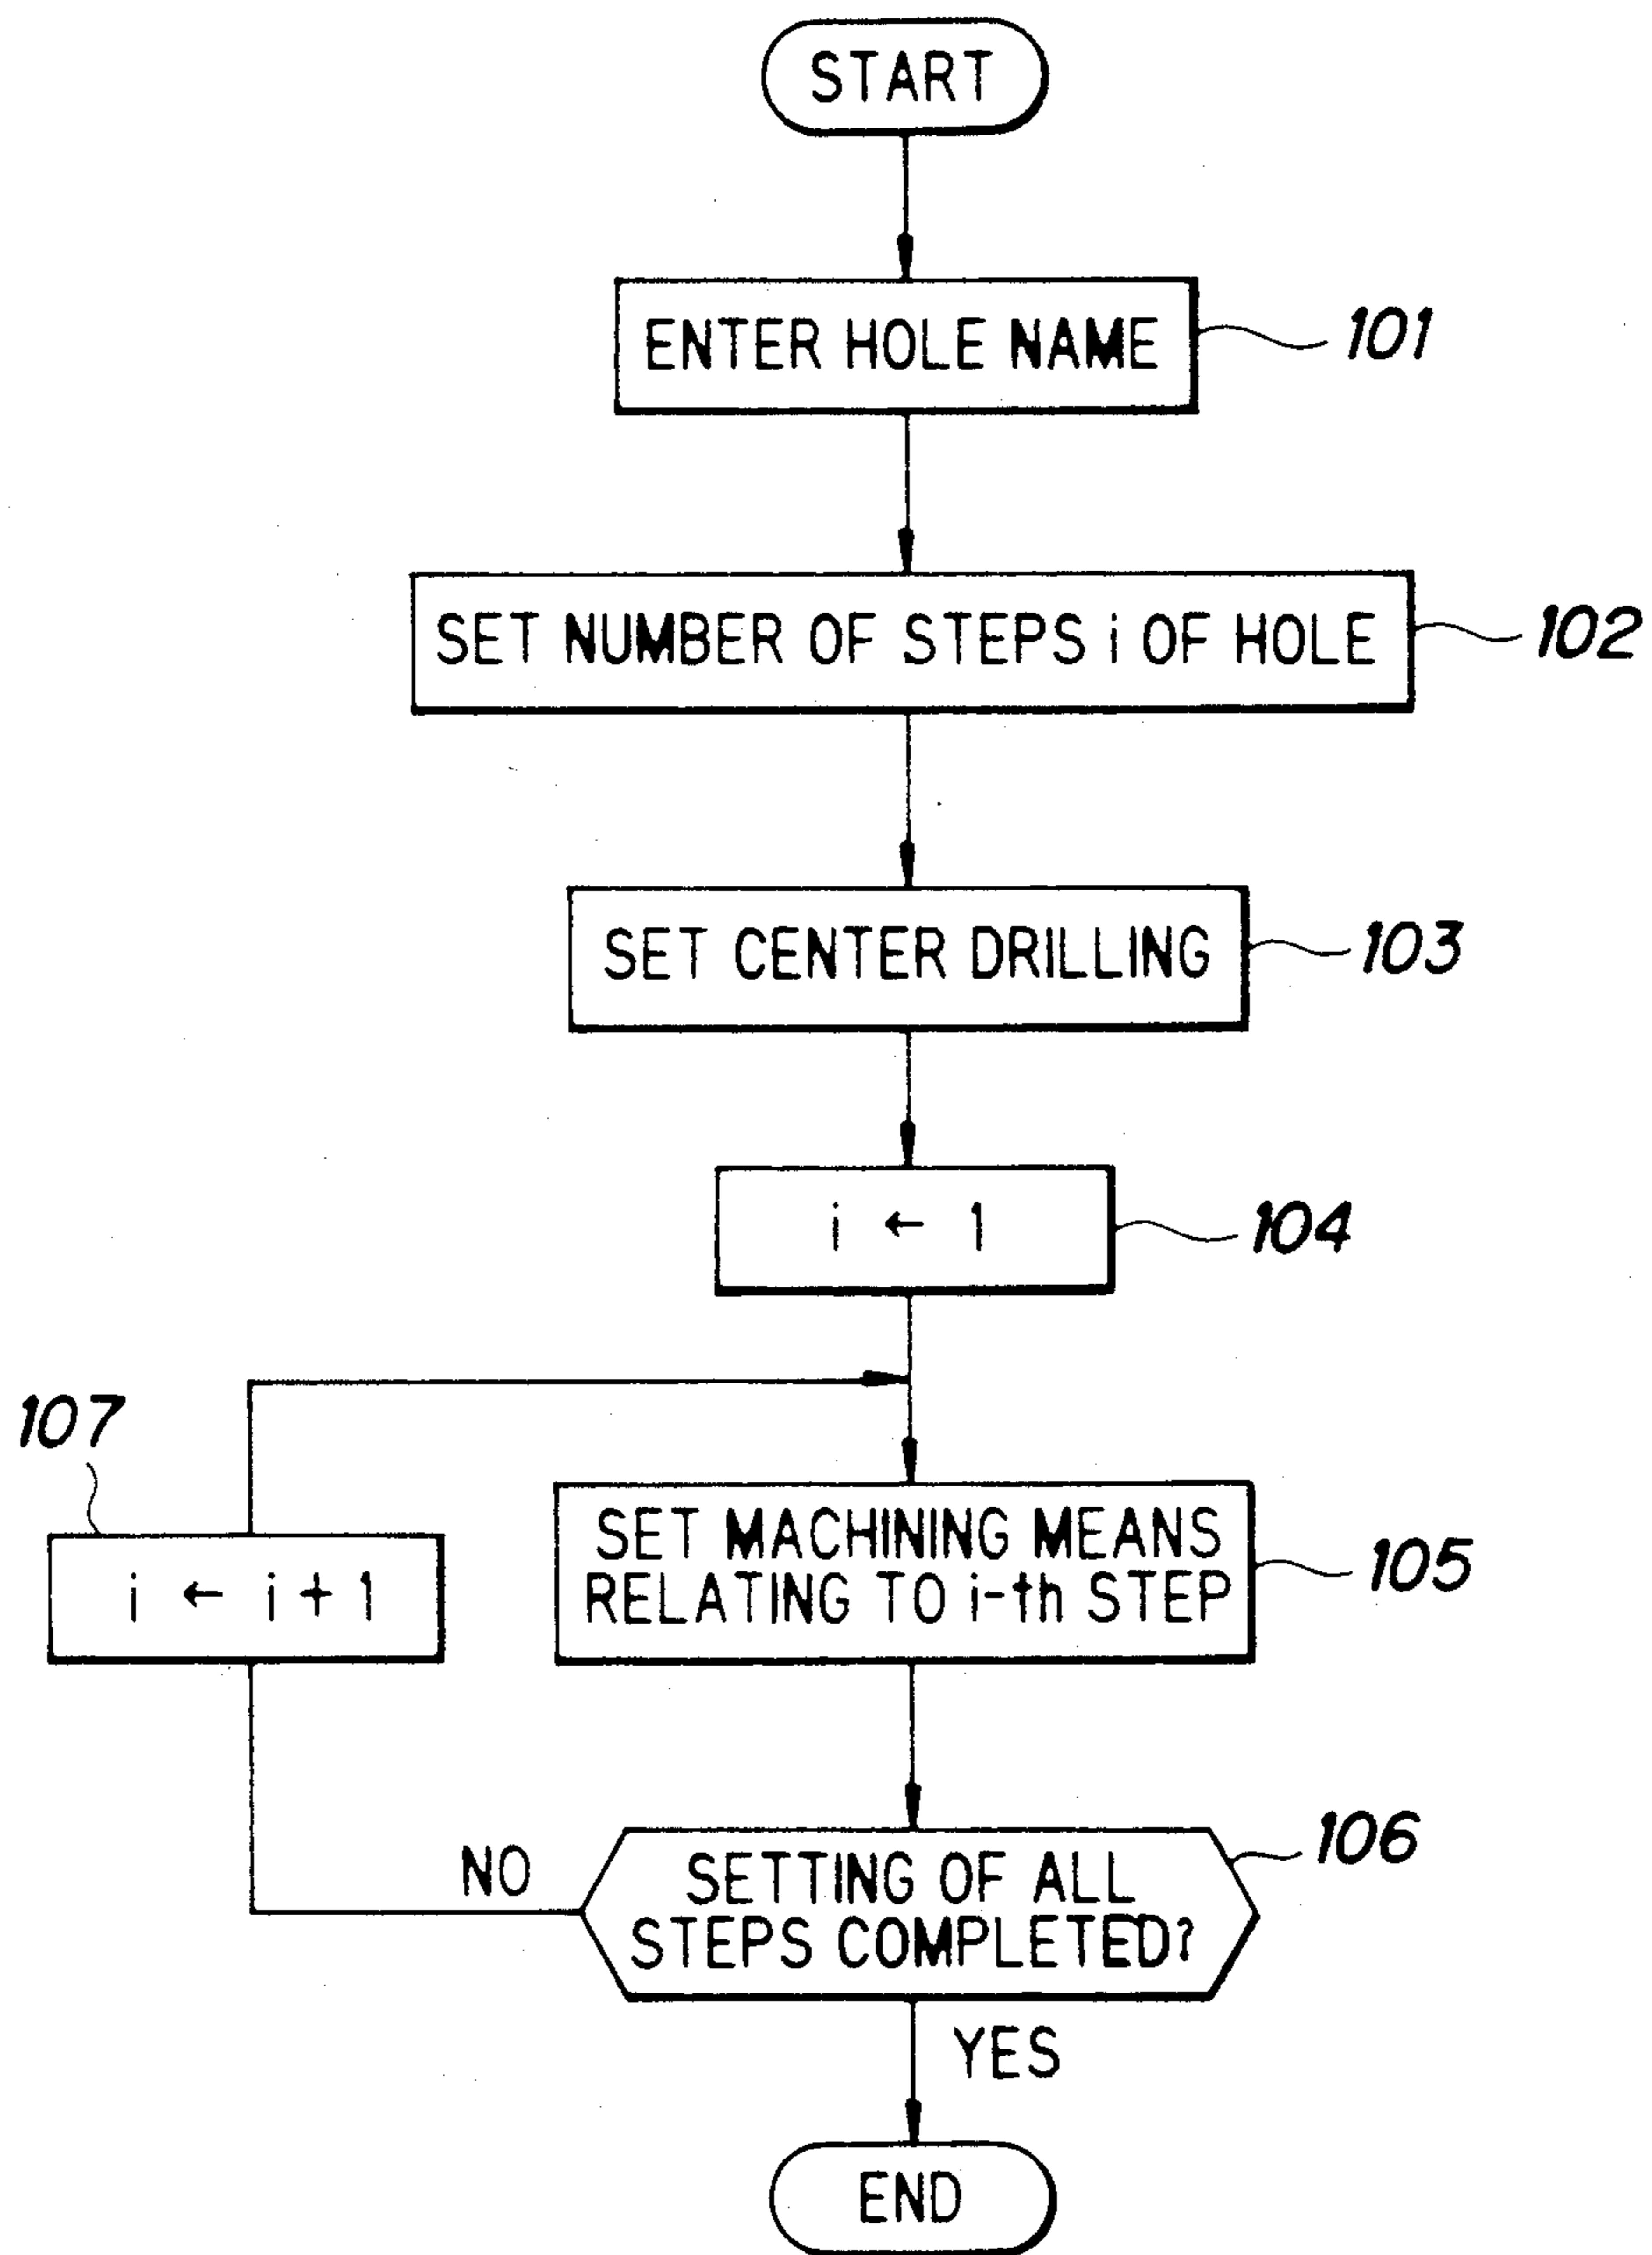 START
ENTER HOLE NAME
101
SET NUMBER OF STEPS i OF HOLE
102
SET CENTER DRILLING
103
i ← 1
104
107
SET MACHINING MEANS
RELATING TO i-th STEP
105
i ← i + 1
106
NO
SETTING OF ALL
STEPS COMPLETED?
YES
END